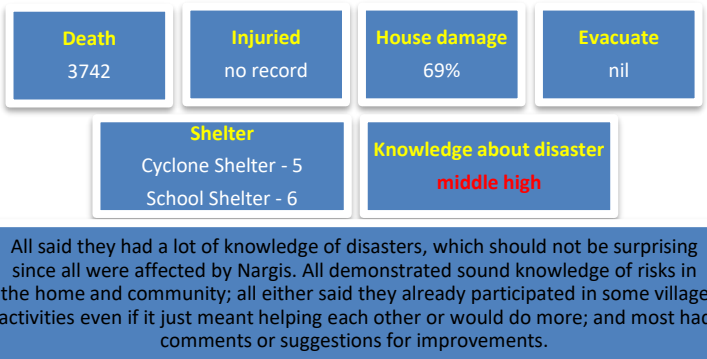 Death
3742
Injuried
no record
House damage
69%
Evacuate
nil
Shelter
Cyclone Shelter - 5
School Shelter - 6
Knowledge about disaster
middle high
All said they had a lot of knowledge of disasters, which should not be surprising
since all were affected by Nargis. All demonstrated sound knowledge of risks in
the home and community; all either said they already participated in some village
activities even if it just meant helping each other or would do more; and most had
comments or suggestions for improvements.